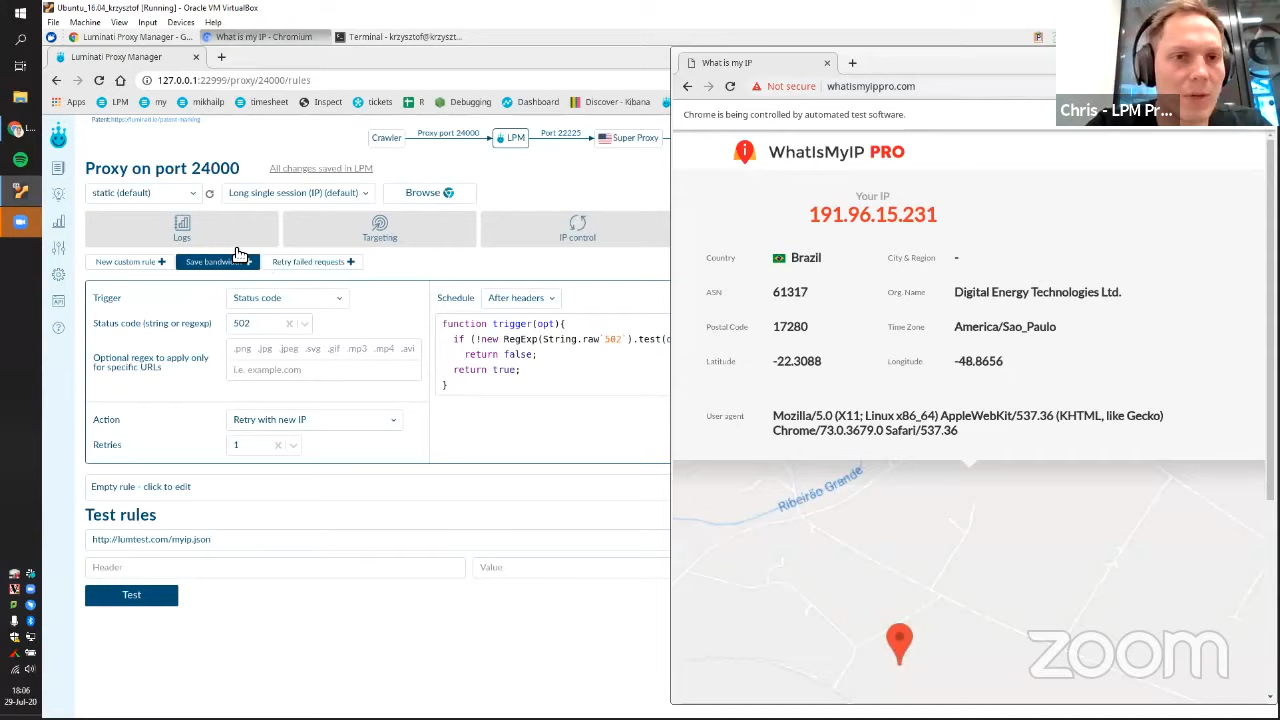 Ubuntu_16.04_krzysztof [Running] - Oracle VM VirtualBox
File Machine View Input Devices Help
Luminati Proxy Manager - G...
What is my IP - Chromium
Terminal - krzysztof@krzyszt...
Luminati Proxy Manager
127.0.0.1:22999/proxy/24000/rules
Apps LPM my mikhailp timesheet Inspect tickets R Debugging Dashboard Discover - Kibana
Patent: https://luminati.io/patent-marking
Crawler
Proxy port 24000
LPM
Port 22225
Super Proxy
Proxy on port 24000
All changes saved in LPM
static (default)
Long single session (IP) (default)
Browse
Logs
Targeting
IP control
New custom rule +
Save bandwi
Retry failed requests +
Trigger
Status code
Status code (string or regexp)
502
Optional regex to apply only
for specific URLs
.png .jpg .jpeg .svg .gif .mp3 .mp4 .avi
i.e. example.com
Action
Retry with new IP
Retries
1
Schedule
After headers
function trigger(opt){
if (!new RegExp(String.raw`502`).test(
return false;
return true;
}
Empty rule - click to edit
Test rules
http://lumtest.com/myip.json
Header
Value
Test
What is my IP
Not secure
whatismyippro.com
Chrome is being controlled by automated test software.
WhatIsMyIP PRO
Your IP
191.96.15.231
Country
Brazil
City & Region
-
ASN
61317
Org. Name
Digital Energy Technologies Ltd.
Postal Code
17280
Time Zone
America/Sao_Paulo
Latitude
-22.3088
Longitude
-48.8656
User agent
Mozilla/5.0 (X11; Linux x86_64) AppleWebKit/537.36 (KHTML, like Gecko)
Chrome/73.0.3679.0 Safari/537.36
Ribeirão Grande
Chris - LPM Pr...
zoom
18:06
29-Jul-20